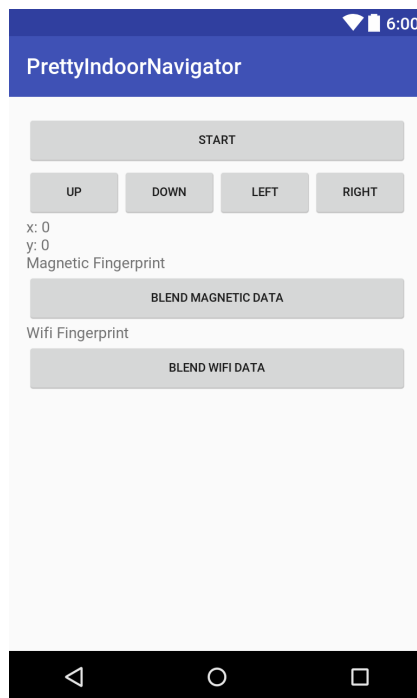 6:00
PrettyIndoorNavigator
START
UP DOWN LEFT RIGHT
x: 0
y: 0
Magnetic Fingerprint
BLEND MAGNETIC DATA
Wifi Fingerprint
BLEND WIFI DATA